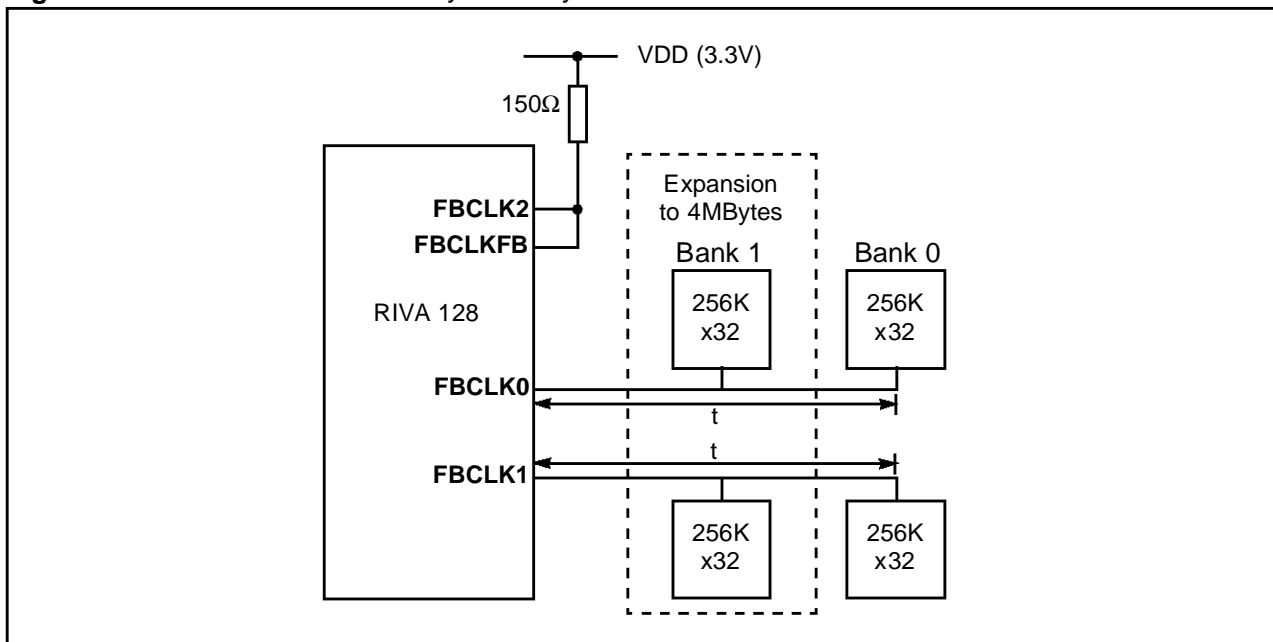 VDD (3.3V)
150Ω
Expansion
to 4MBytes
FBCLK2
FBCLKFB
Bank 1
Bank 0
RIVA 128
256K
x32
256K
x32
FBCLK0
t
t
FBCLK1
256K
x32
256K
x32